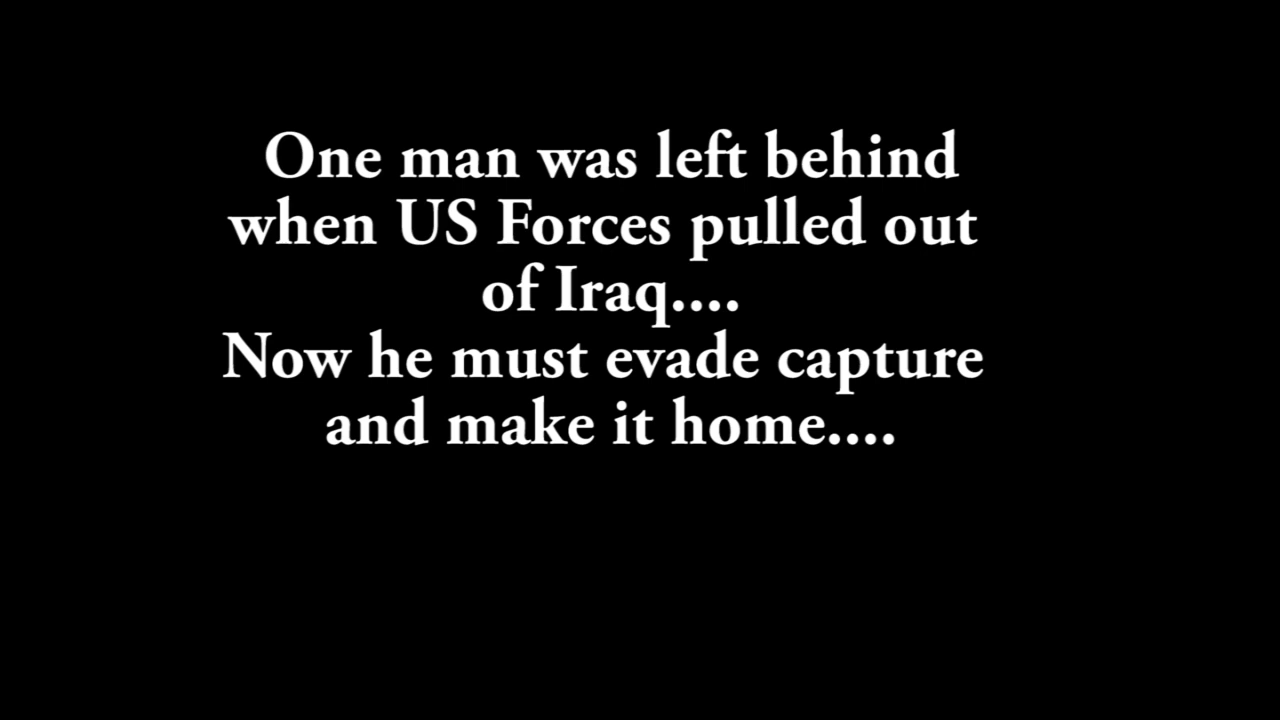 One man was left behind
when US Forces pulled out
of Iraq....
Now he must evade capture
and make it home....